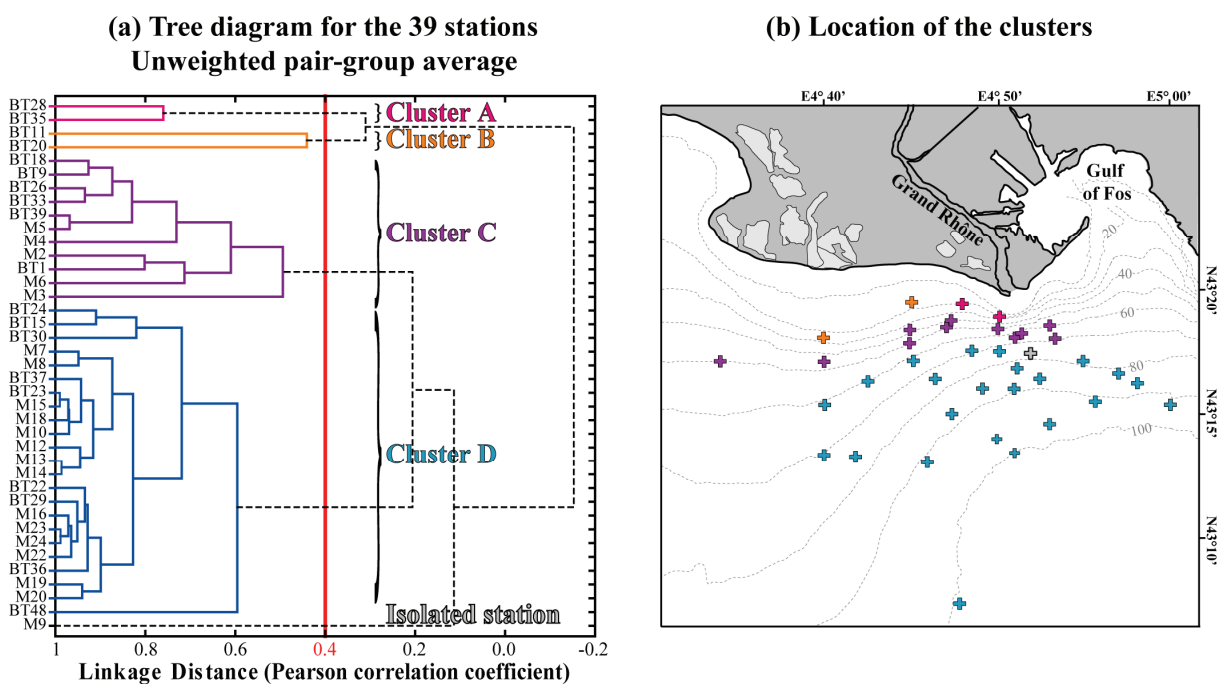 (a) Tree diagram for the 39 stations
Unweighted pair-group average
(b) Location of the clusters
BT28
BT35
BT11
BT20
BT18
BT9
BT26
BT33
BT39
M5
M4
M2
BT1
M6
M3
BT24
BT15
BT30
M7
M8
BT37
BT23
M15
M18
M10
M12
M13
M14
BT22
BT29
M16
M23
M24
M22
BT36
M19
M20
BT48
M9
Cluster A
Cluster B
Cluster C
Cluster D
Isolated station
1 0.8 0.6 0.4 0.2 0.0 -0.2
Linkage Distance (Pearson correlation coefficient)
E4°40' E4°50' E5°00'
Gulf
of Fos
Grand Rhône
20
40
60
80
100
N43°20'
N43°15'
N43°10'